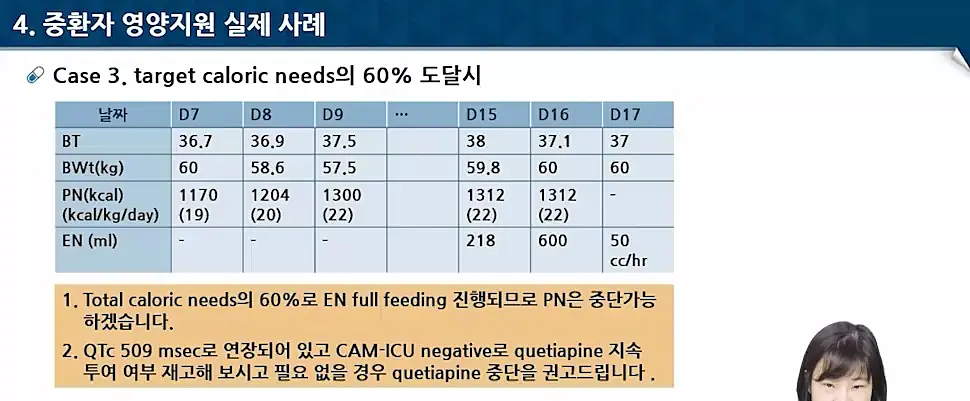 4. 중환자 영양지원 실제 사례
Case 3. target caloric needs의 60% 도달시
날짜 D7 D8 D9 ... D15 D16 D17
BT 36.7 36.9 37.5 38 37.1 37
BWt(kg) 60 58.6 57.5 59.8 60 60
PN(kcal) 1170 1204 1300 1312 1312 -
(kcal/kg/day) (19) (20) (22) (22) (22)
EN (ml) - - - 218 600 50
cc/hr
1. Total caloric needs의 60%로 EN full feeding 진행되므로 PN은 중단가능
하겠습니다.
2. QTc 509 msec로 연장되어 있고 CAM-ICU negative로 quetiapine 지속
투여 여부 재고해 보시고 필요 없을 경우 quetiapine 중단을 권고드립니다 .